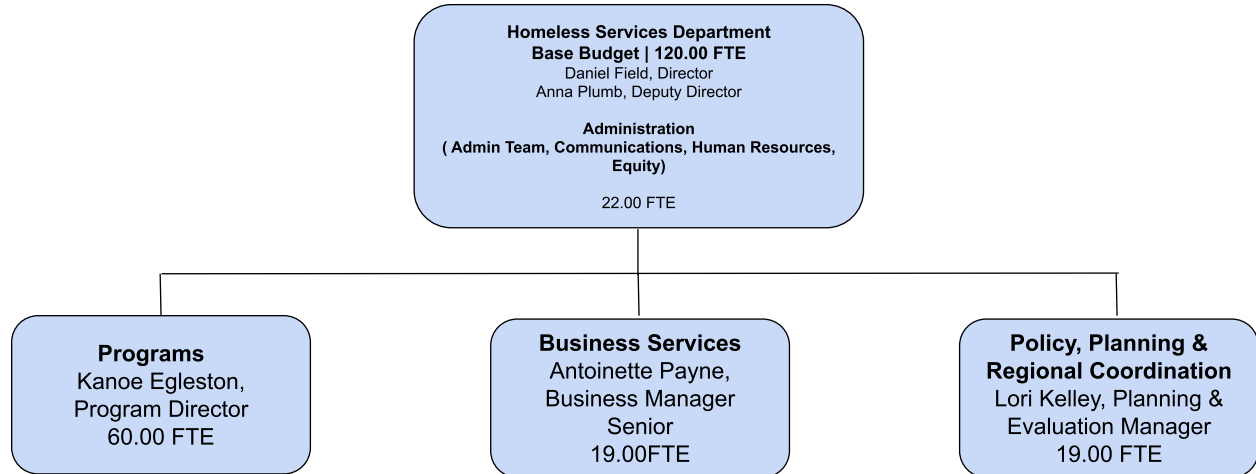 Homeless Services Department
Base Budget | 120.00 FTE
Daniel Field, Director
Anna Plumb, Deputy Director
Administration
( Admin Team, Communications, Human Resources,
Equity)
22.00 FTE
Programs
Kanoe Egleston,
Program Director
60.00 FTE
Business Services
Antoinette Payne,
Business Manager
Senior
19.00FTE
Policy, Planning &
Regional Coordination
Lori Kelley, Planning &
Evaluation Manager
19.00 FTE